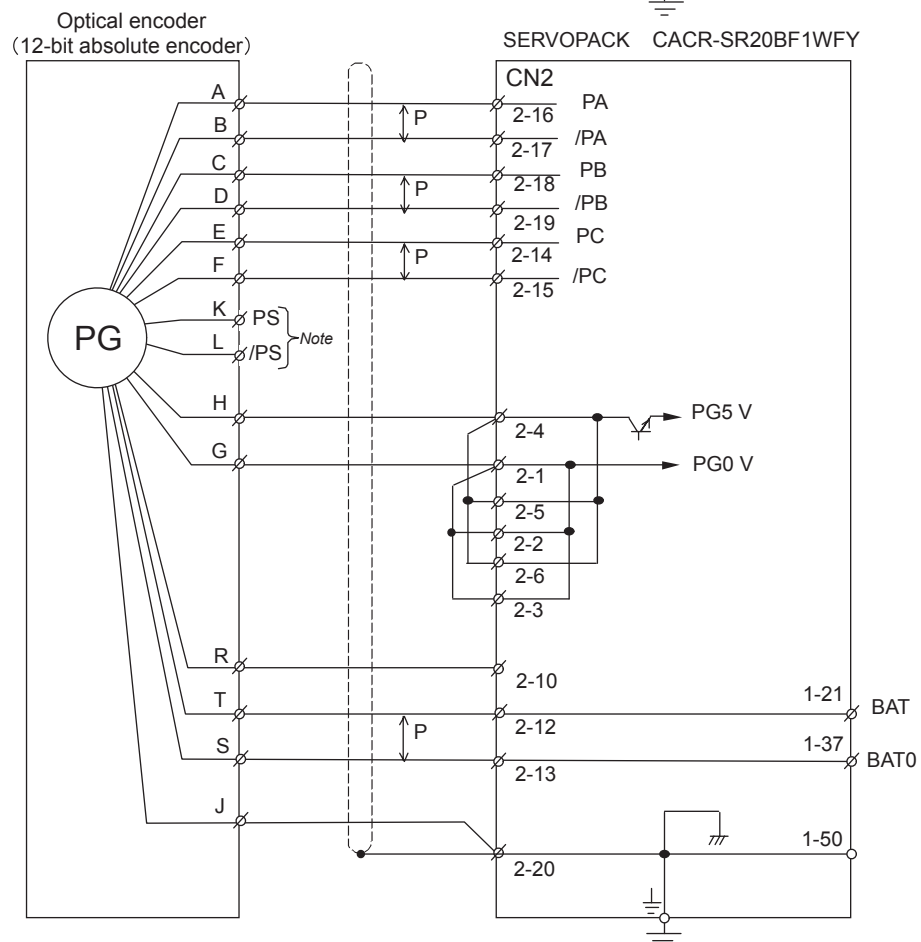 Optical encoder
(12-bit absolute encoder)
SERVOPACK CACR-SR20BF1WFY
CN2
A
P
2-16
PA
B
2-17
/PA
C
P
2-18
PB
D
2-19
/PB
E
P
2-14
PC
F
2-15
/PC
K
PS
Note
PG
L
/PS
H
2-4
PG5 V
G
2-1
PG0 V
2-5
2-2
2-6
2-3
R
2-10
T
P
2-12
1-21
BAT
S
2-13
1-37
BAT0
J
2-20
1-50